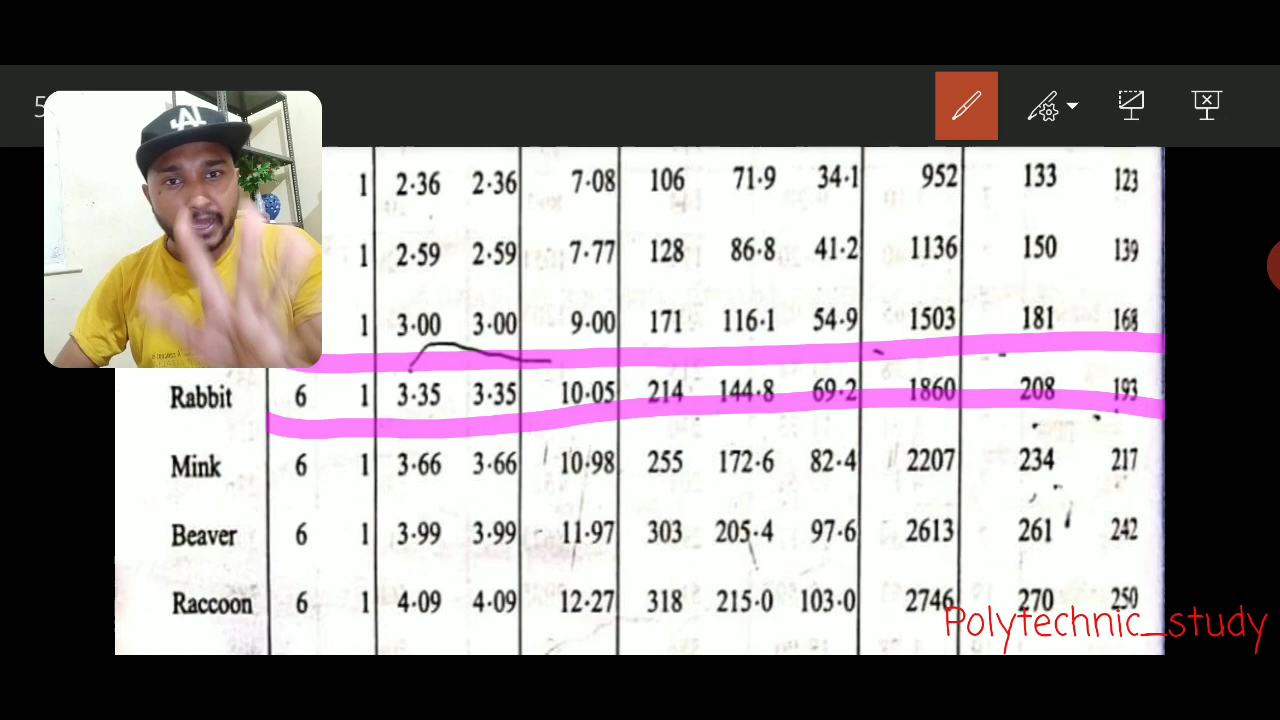 5
AL
1 2·36 2·36 7·08 106 71·9 34·1 952 133 123
1 2·59 2·59 7·77 128 86·8 41·2 1136 150 139
1 3·00 3·00 9·00 171 116·1 54·9 1503 181 168
Rabbit 6 1 3·35 3·35 10·05 214 144·8 69·2 1860 208 193
Mink 6 1 3·66 3·66 10·98 255 172·6 82·4 2207 234 217
Beaver 6 1 3·99 3·99 11·97 303 205·4 97·6 2613 261 242
Raccoon 6 1 4·09 4·09 12·27 318 215·0 103·0 2746 270 250
Polytechnic_study